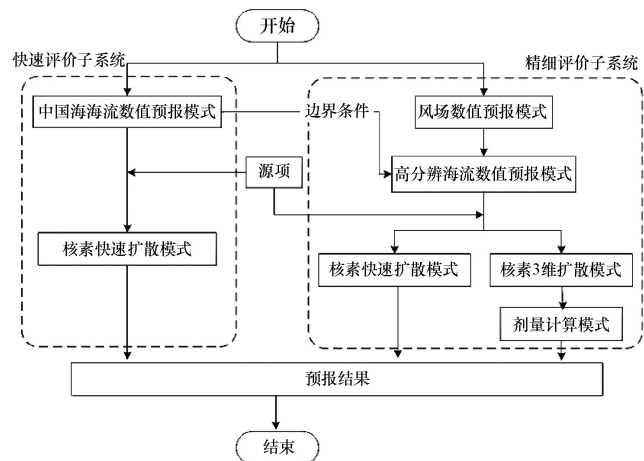 开始
快速评价子系统
精细评价子系统
中国海海流数值预报模式
边界条件
风场数值预报模式
源项
高分辨海流数值预报模式
核素快速扩散模式
核素快速扩散模式
核素3维扩散模式
剂量计算模式
预报结果
结束